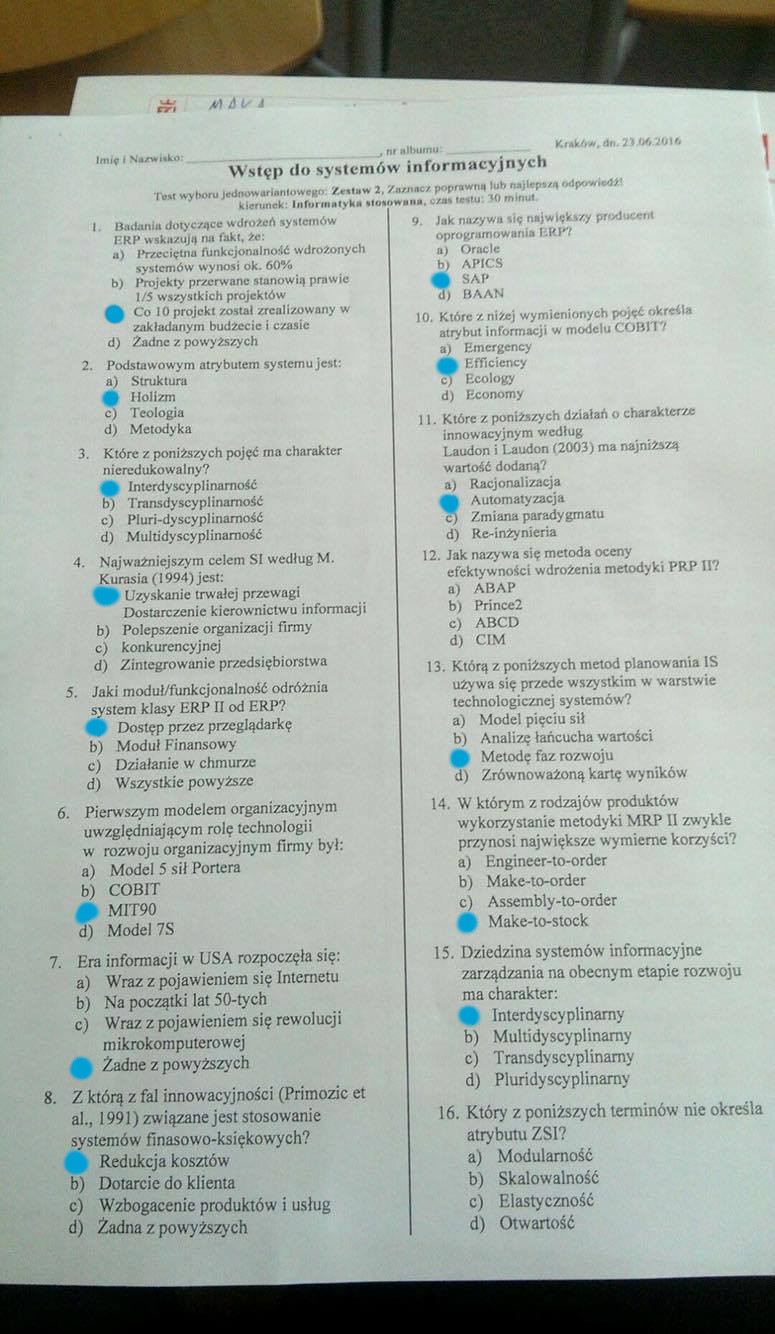 Kraków, dn. 23.06.2016
Imię i Nazwisko: ____________________, nr albumu: ____________
Wstęp do systemów informacyjnych
Test wyboru jednowariantowego: Zestaw 2, Zaznacz poprawną lub najlepszą odpowiedź!
kierunek: Informatyka stosowana, czas testu: 30 minut.
1. Badania dotyczące wdrożeń systemów
ERP wskazują na fakt, że:
a) Przeciętna funkcjonalność wdrożonych
systemów wynosi ok. 60%
b) Projekty przerwane stanowią prawie
1/5 wszystkich projektów
Co 10 projekt został zrealizowany w
zakładanym budżecie i czasie
d) Żadne z powyższych
2. Podstawowym atrybutem systemu jest:
a) Struktura
Holizm
c) Teologia
d) Metodyka
3. Które z poniższych pojęć ma charakter
nieredukowalny?
Interdyscyplinarność
b) Transdyscyplinarność
c) Pluri-dyscyplinarność
d) Multidyscyplinarność
4. Najważniejszym celem SI według M.
Kurasia (1994) jest:
Uzyskanie trwałej przewagi
Dostarczenie kierownictwu informacji
b) Polepszenie organizacji firmy
c) konkurencyjnej
d) Zintegrowanie przedsiębiorstwa
5. Jaki moduł/funkcjonalność odróżnia
system klasy ERP II od ERP?
Dostęp przez przeglądarkę
b) Moduł Finansowy
c) Działanie w chmurze
d) Wszystkie powyższe
6. Pierwszym modelem organizacyjnym
uwzględniającym rolę technologii
w rozwoju organizacyjnym firmy był:
a) Model 5 sił Portera
b) COBIT
MIT90
d) Model 7S
7. Era informacji w USA rozpoczęła się:
a) Wraz z pojawieniem się Internetu
b) Na początki lat 50-tych
c) Wraz z pojawieniem się rewolucji
mikrokomputerowej
Żadne z powyższych
8. Z którą z fal innowacyjności (Primozic et
al., 1991) związane jest stosowanie
systemów finasowo-księkowych?
Redukcja kosztów
b) Dotarcie do klienta
c) Wzbogacenie produktów i usług
d) Żadna z powyższych
9. Jak nazywa się największy producent
oprogramowania ERP?
a) Oracle
b) APICS
SAP
d) BAAN
10. Które z niżej wymienionych pojęć określa
atrybut informacji w modelu COBIT?
a) Emergency
Efficiency
c) Ecology
d) Economy
11. Które z poniższych działań o charakterze
innowacyjnym według
Laudon i Laudon (2003) ma najniższą
wartość dodaną?
a) Racjonalizacja
Automatyzacja
c) Zmiana paradygmatu
d) Re-inżynieria
12. Jak nazywa się metoda oceny
efektywności wdrożenia metodyki PRP II?
a) ABAP
b) Prince2
c) ABCD
d) CIM
13. Którą z poniższych metod planowania IS
używa się przede wszystkim w warstwie
technologicznej systemów?
a) Model pięciu sił
b) Analizę łańcucha wartości
Metodę faz rozwoju
d) Zrównoważoną kartę wyników
14. W którym z rodzajów produktów
wykorzystanie metodyki MRP II zwykle
przynosi największe wymierne korzyści?
a) Engineer-to-order
b) Make-to-order
c) Assembly-to-order
Make-to-stock
15. Dziedzina systemów informacyjne
zarządzania na obecnym etapie rozwoju
ma charakter:
Interdyscyplinarny
b) Multidyscyplinarny
c) Transdyscyplinarny
d) Pluridyscyplinarny
16. Który z poniższych terminów nie określa
atrybutu ZSI?
a) Modularność
b) Skalowalność
c) Elastyczność
d) Otwartość